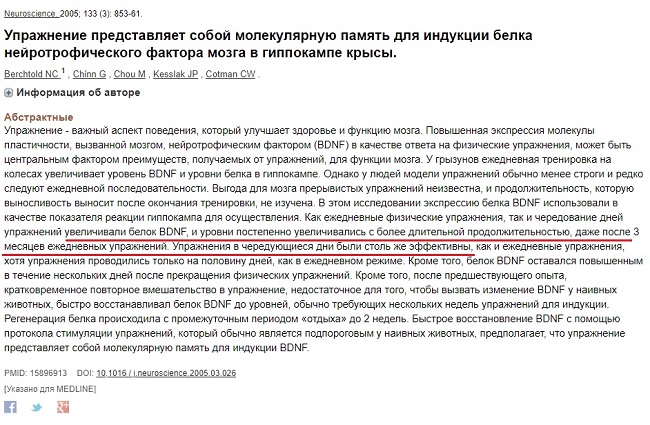 Neuroscience. 2005; 133 (3): 853-61.
Упражнение представляет собой молекулярную память для индукции белка
нейротрофического фактора мозга в гиппокампе крысы.
Berchtold NC 1 , Chinn G , Chou M , Kesslak JP , Cotman CW .
Информация об авторе
Абстрактные
Упражнение - важный аспект поведения, который улучшает здоровье и функцию мозга. Повышенная экспрессия молекулы
пластичности, вызванной мозгом, нейротрофическим фактором (BDNF) в качестве ответа на физические упражнения, может быть
центральным фактором преимуществ, получаемых от упражнений, для функции мозга. У грызунов ежедневная тренировка на
колесах увеличивает уровень BDNF и уровни белка в гиппокампе. Однако у людей модели упражнений обычно менее строги и редко
следуют ежедневной последовательности. Выгода для мозга прерывистых упражнений неизвестна, и продолжительность, которую
выносливость выносит после окончания тренировки, не изучена. В этом исследовании экспрессию белка BDNF использовали в
качестве показателя реакции гиппокампа для осуществления. Как ежедневные физические упражнения, так и чередование дней
упражнений увеличивали белок BDNF, и уровни постепенно увеличивались с более длительной продолжительностью, даже после 3
месяцев ежедневных упражнений. Упражнения в чередующиеся дни были столь же эффективны, как и ежедневные упражнения,
хотя упражнения проводились только на половину дней, как в ежедневном режиме. Кроме того, белок BDNF оставался повышенным
в течение нескольких дней после прекращения физических упражнений. Кроме того, после предшествующего опыта,
кратковременное повторное вмешательство в упражнение, недостаточное для того, чтобы вызвать изменение BDNF у наивных
животных, быстро восстанавливал белок BDNF до уровней, обычно требующих нескольких недель упражнений для индукции.
Регенерация белка происходила с промежуточным периодом «отдыха» до 2 недель. Быстрое восстановление BDNF с помощью
протокола стимуляции упражнений, который обычно является подпороговым у наивных животных, предполагает, что упражнение
представляет собой молекулярную память для индукции BDNF.
PMID: 15896913 DOI: 10,1016 / j.neuroscience.2005.03.026
[Указано для MEDLINE]